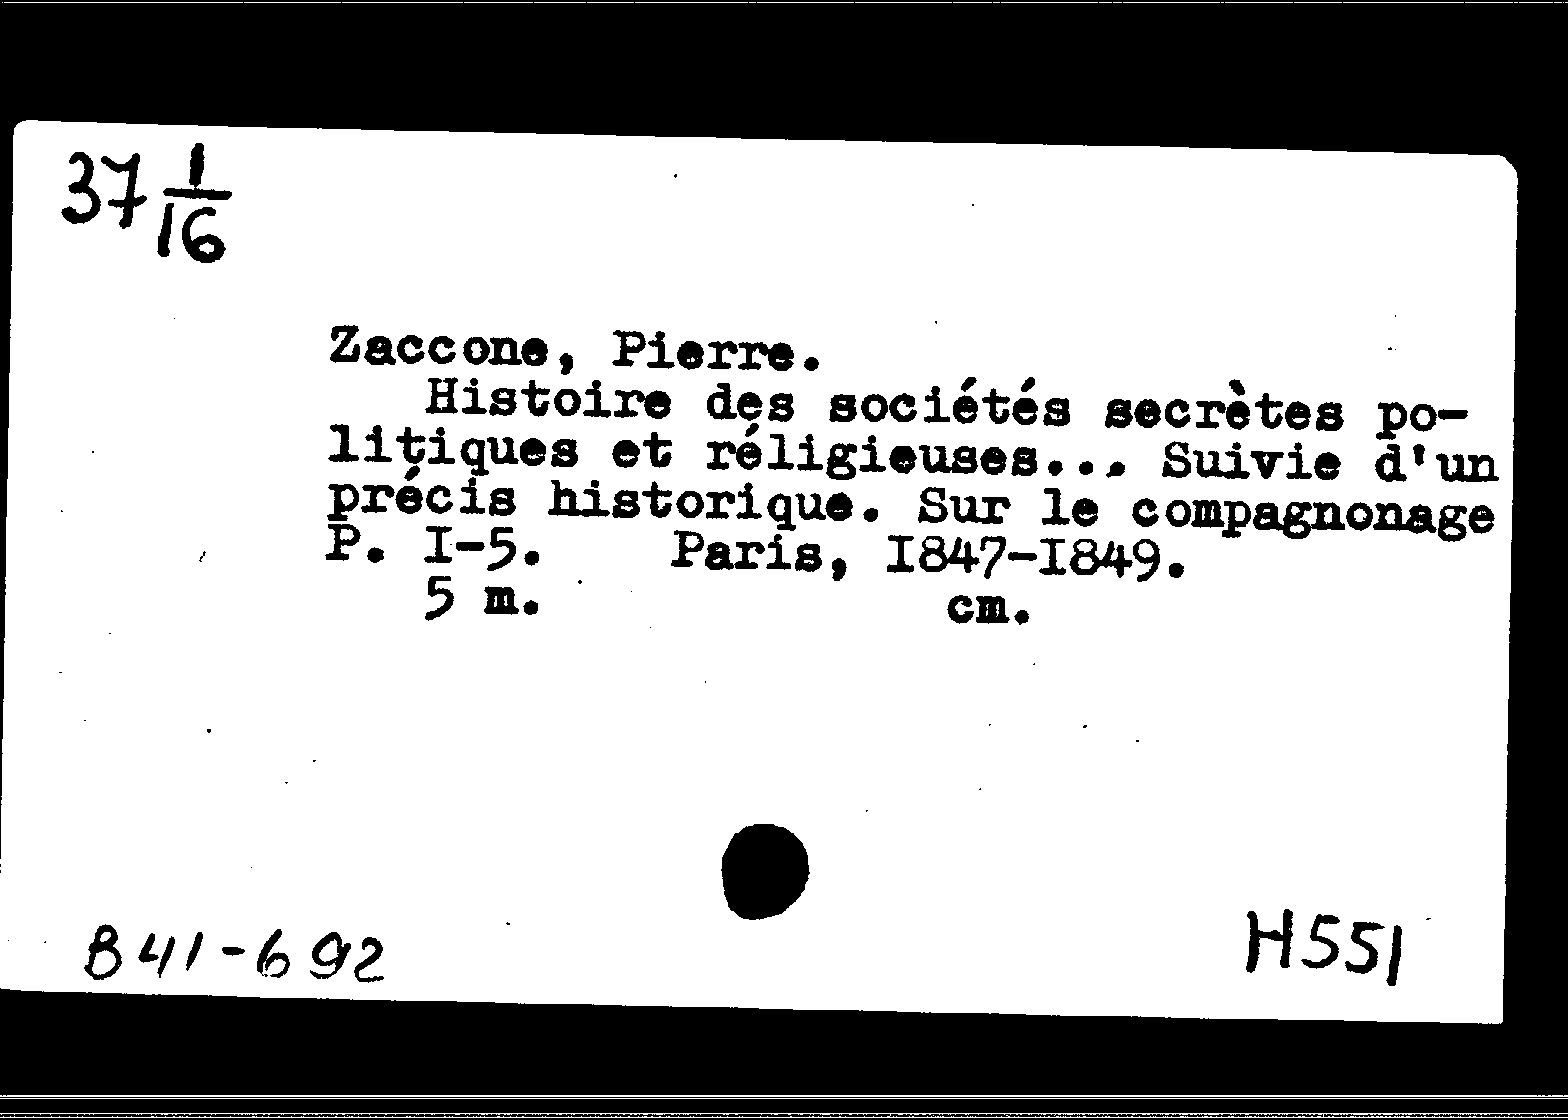 37 1/16
Zaccone, Pierre.
Histoire des sociétés secrètes po-
litiques et réligieuses... Suivie d'un
précis historique. Sur le compagnonage
P. I-5. Paris, I847-I849.
5 m. cm.
B41-692 H551